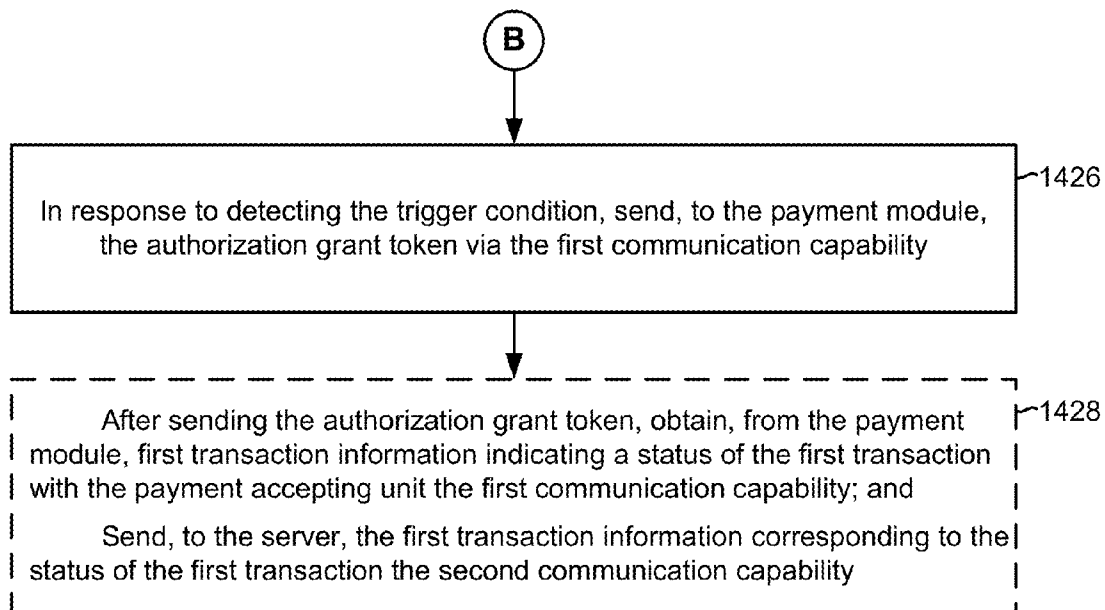 B
In response to detecting the trigger condition, send, to the payment module,
the authorization grant token via the first communication capability
1426
After sending the authorization grant token, obtain, from the payment
module, first transaction information indicating a status of the first transaction
with the payment accepting unit the first communication capability; and
Send, to the server, the first transaction information corresponding to the
status of the first transaction the second communication capability
1428